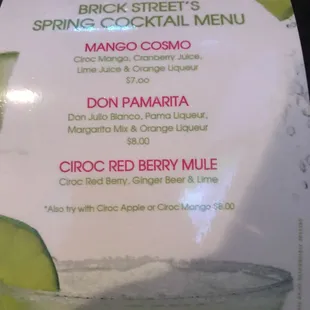 BRICK STREET'S
SPRING COCKTAIL MENU
MANGO COSMO
Ciroc Mango, Cranberry Juice,
Lime Juice & Orange Liqueur
$7.00
DON PAMARITA
Don Julio Blanco, Pama Liqueur,
Margarita Mix & Orange Liqueur
$8.00
CIROC RED BERRY MULE
Ciroc Red Berry, Ginger Beer & Lime
*Also try with Ciroc Apple or Ciroc Mango $8.00